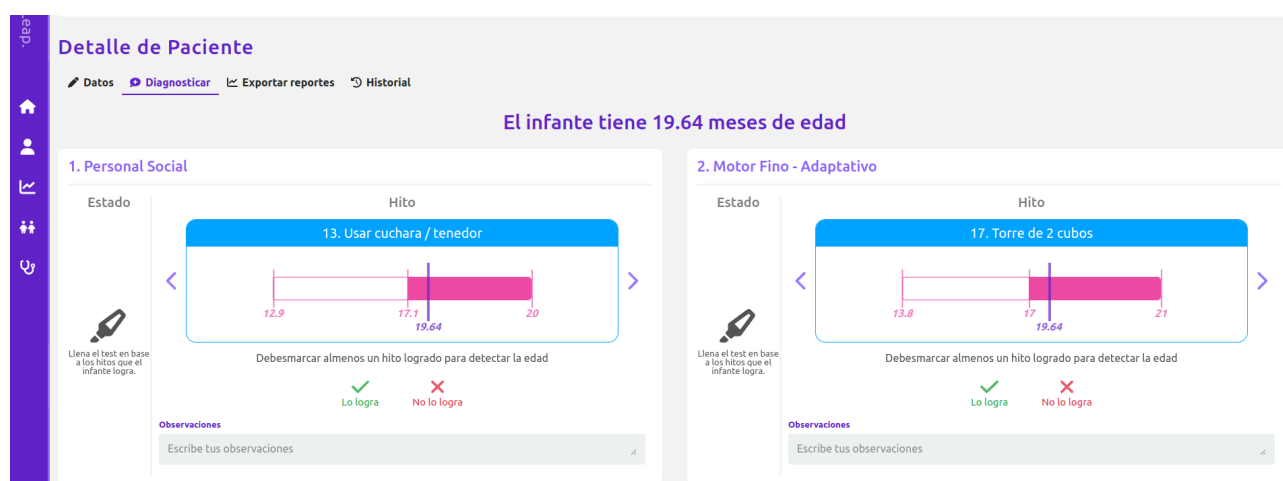 Leap.
Detalle de Paciente
Datos Diagnosticar Exportar reportes Historial
El infante tiene 19.64 meses de edad
1. Personal Social
Estado
Hito
13. Usar cuchara / tenedor
12.9
17.1
20
19.64
Llena el test en base
a los hitos que el
infante logra.
Debesmarcar almenos un hito logrado para detectar la edad
Lo logra
No lo logra
Observaciones
Escribe tus observaciones
2. Motor Fino - Adaptativo
Estado
Hito
17. Torre de 2 cubos
13.8
17
21
19.64
Llena el test en base
a los hitos que el
infante logra.
Debesmarcar almenos un hito logrado para detectar la edad
Lo logra
No lo logra
Observaciones
Escribe tus observaciones